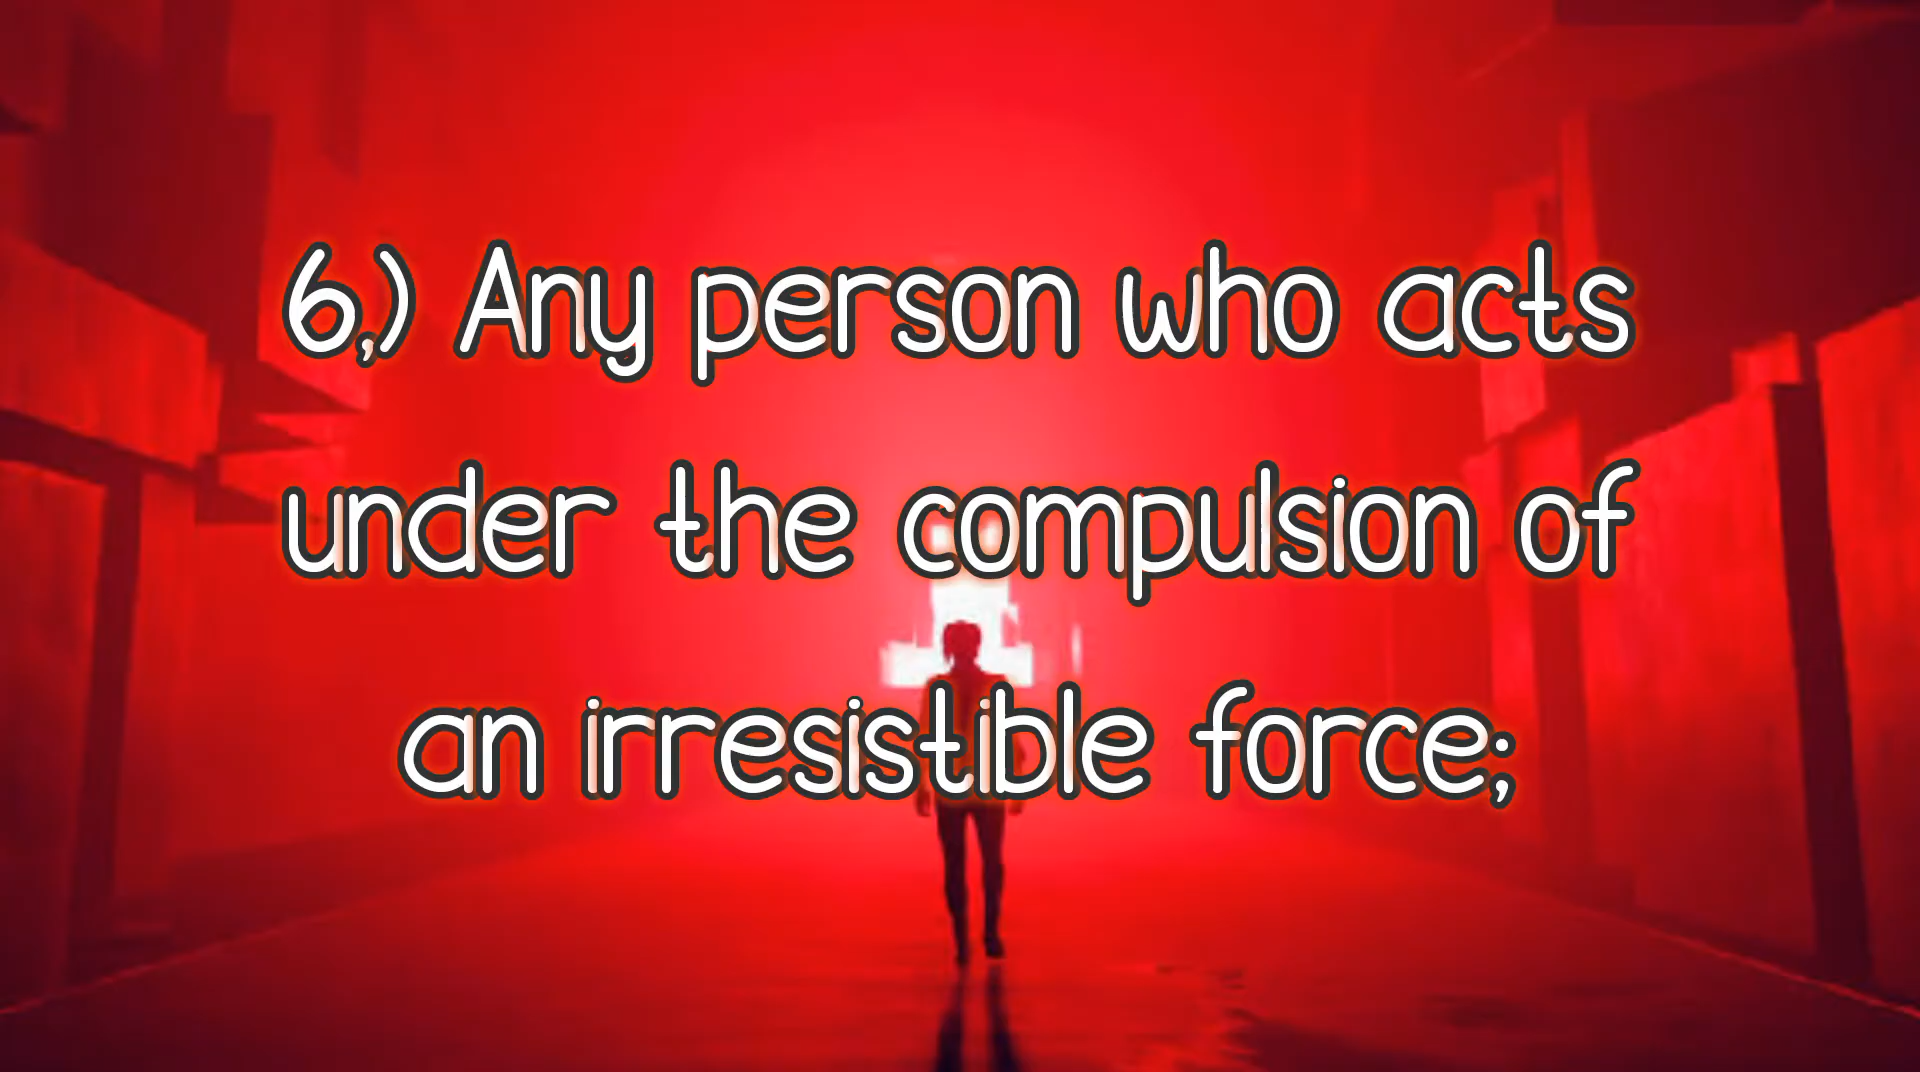 6,) Any person who acts
under the compulsion of
an irresistible force;